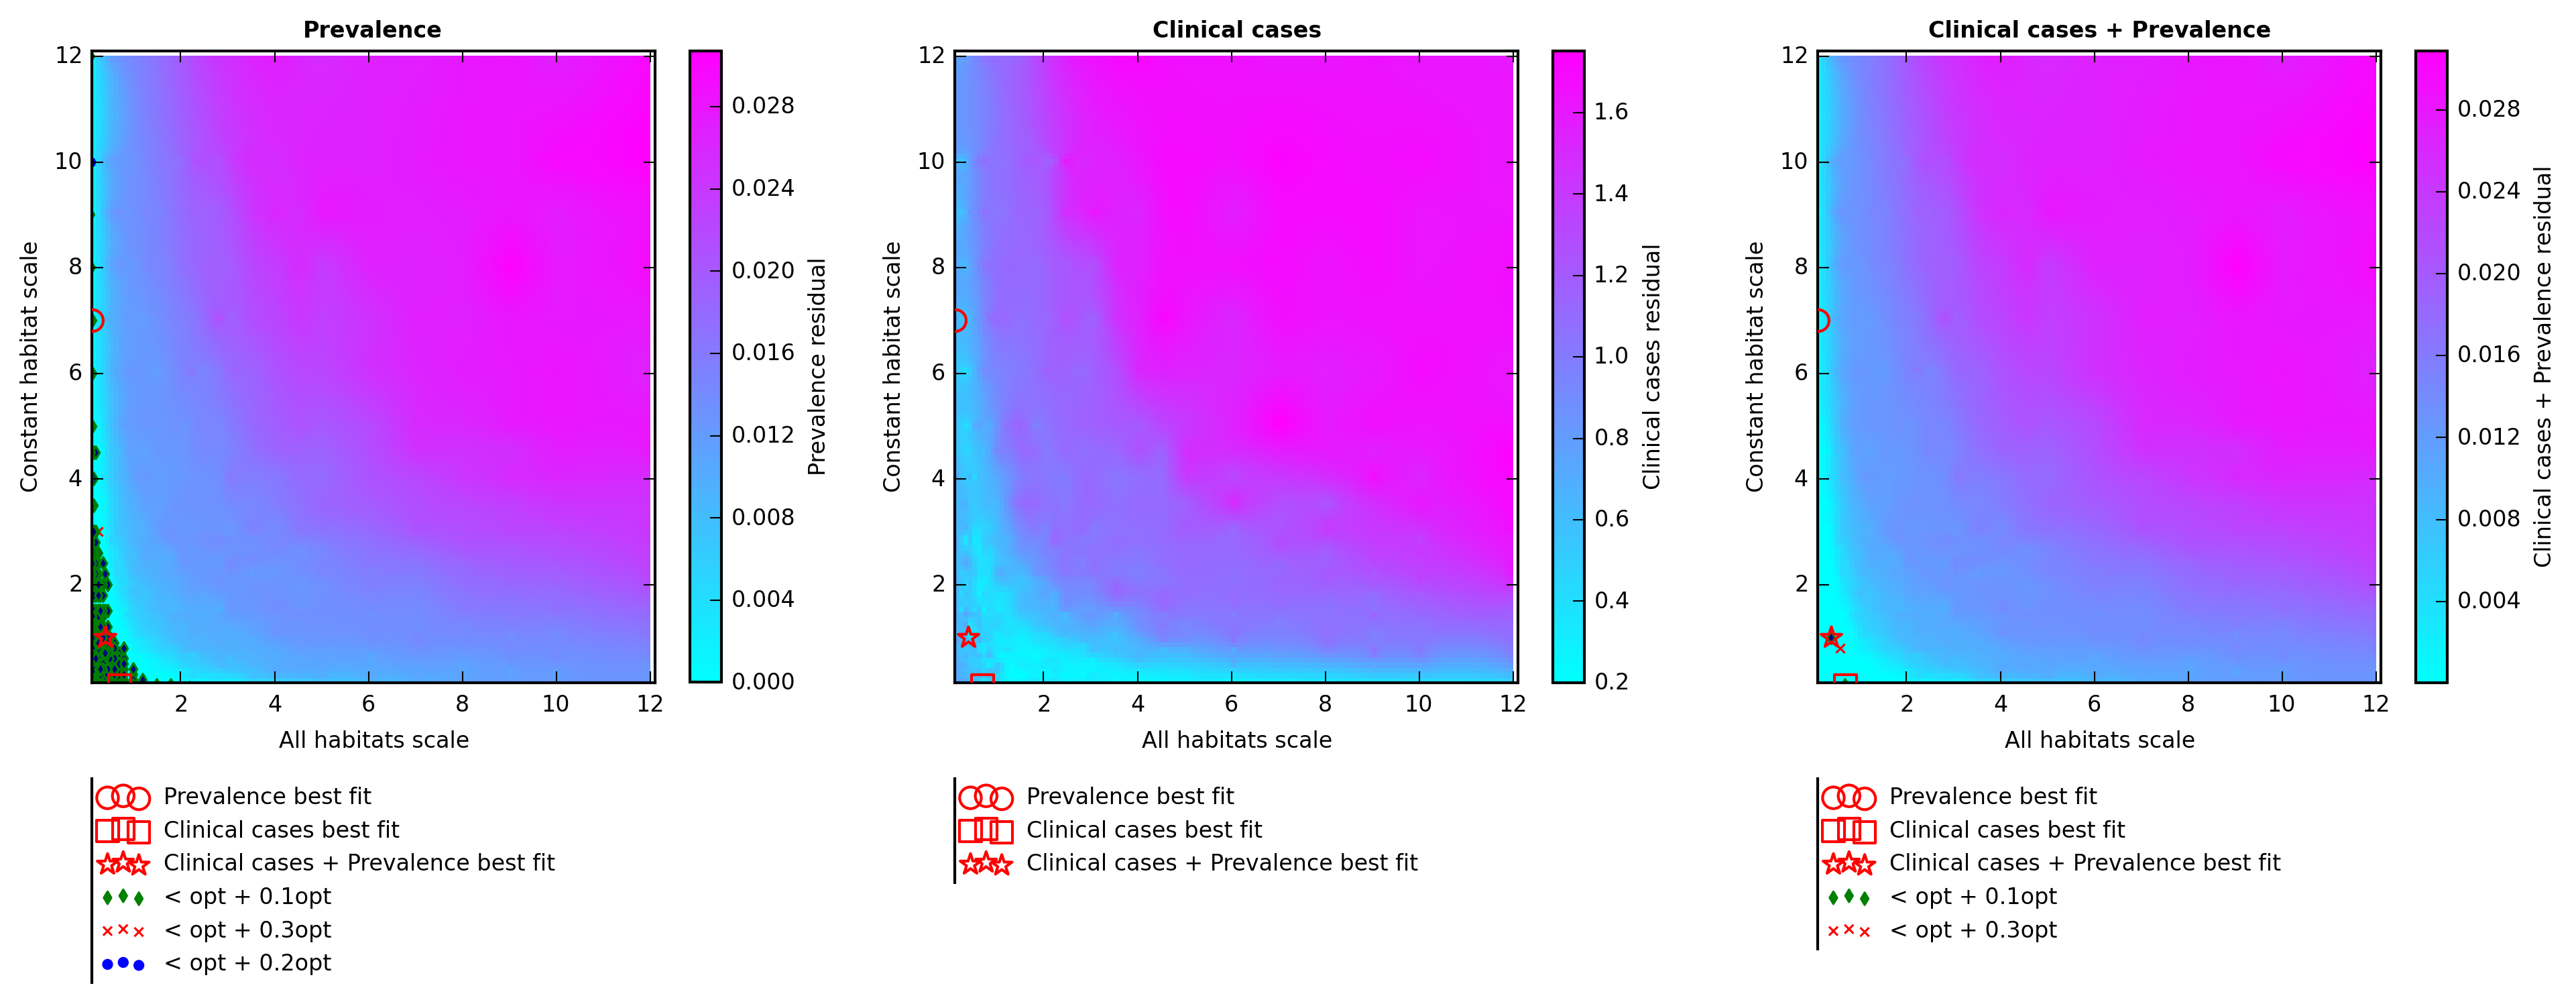 Prevalence
12
10
8
6
4
2
Constant habitat scale
2 4 6 8 10 12
All habitats scale
0.028
0.024
0.020
0.016
0.012
0.008
0.004
0.000
Prevalence residual
Prevalence best fit
Clinical cases best fit
Clinical cases + Prevalence best fit
< opt + 0.1opt
< opt + 0.3opt
< opt + 0.2opt
Clinical cases
12
10
8
6
4
2
Constant habitat scale
2 4 6 8 10 12
All habitats scale
1.6
1.4
1.2
1.0
0.8
0.6
0.4
0.2
Clinical cases residual
Prevalence best fit
Clinical cases best fit
Clinical cases + Prevalence best fit
Clinical cases + Prevalence
12
10
8
6
4
2
Constant habitat scale
2 4 6 8 10 12
All habitats scale
0.028
0.024
0.020
0.016
0.012
0.008
0.004
Clinical cases + Prevalence residual
Prevalence best fit
Clinical cases best fit
Clinical cases + Prevalence best fit
< opt + 0.1opt
< opt + 0.3opt